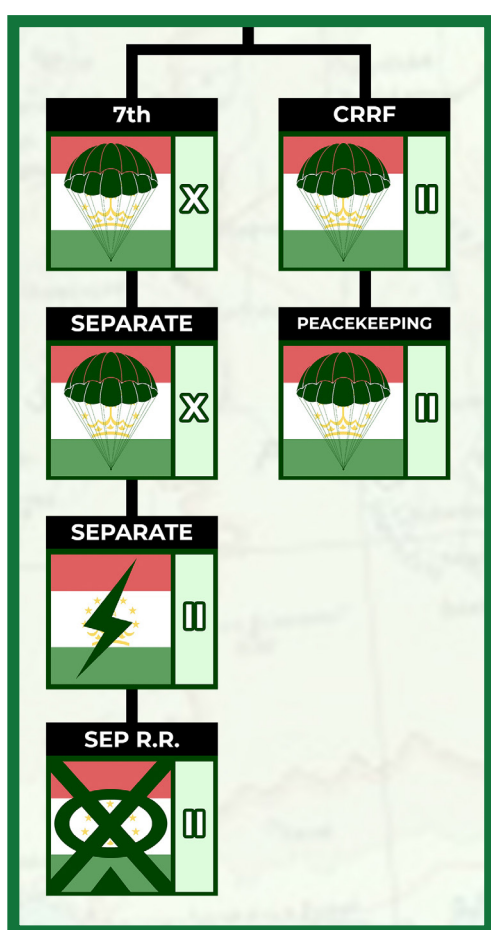 7th
CRRF
X
II
SEPARATE
PEACEKEEPING
X
II
SEPARATE
II
SEP R.R.
II